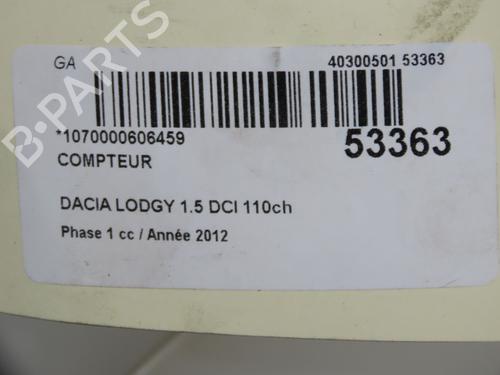 GA
40300501 53363
*1070000606459
53363
COMPTEUR
DACIA LODGY 1.5 DCI 110ch
Phase 1 cc / Année 2012
B-PARTS